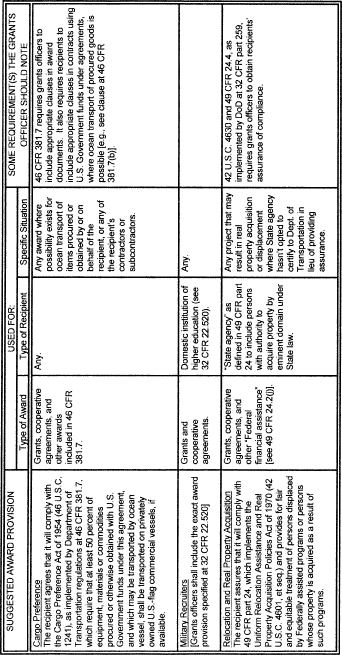 SUGGESTED AWARD PROVISION
USED FOR:
SOME REQUIREMENT(S) THE GRANTS
OFFICER SHOULD NOTE
Type of Award
Type of Recipient
Specific Situation
Cargo Preference
The recipient agrees that it will comply with
the Cargo Preference Act of 1954 (46 U.S.C.
1241), as implemented by Department of
Transportation regulations at 46 CFR 381.7,
which require that at least 50 percent of
equipment, materials or commodities
procured or otherwise obtained with U.S.
Government funds under this agreement,
and which may be transported by ocean
vessel, shall be transported on privately
owned U.S.-flag commercial vessels, if
available.
Grants, cooperative
agreements, and
other awards
included in 46 CFR
381.7.
Any.
Any award where
possibility exists for
ocean transport of
items procured or
obtained by or on
behalf of the
recipient, or any of
the recipient's
contractors or
subcontractors.
46 CFR 381.7 requires grants officers to
include appropriate clauses in award
documents. It also requires recipients to
include appropriate clauses in contracts using
U.S. Government funds under agreements,
where ocean transport of procured goods is
possible [e.g., see clause at 46 CFR
381.7(b)].
Military Recruiters
[Grants officers shall include the exact award
provision specified at 32 CFR 22.520]
Grants and
cooperative
agreements.
Domestic institution of
higher education (see
32 CFR 22.520).
Any.
Relocation and Real Property Acquisition
The recipient assures that it will comply with
49 CFR part 24, which implements the
Uniform Relocation Assistance and Real
Property Acquisition Policies Act of 1970 (42
U.S.C. 4601, et seq.) and provides for fair
and equitable treatment of persons displaced
by Federally assisted programs or persons
whose property is acquired as a result of
such programs.
Grants, cooperative
agreements, and
other "Federal
financial assistance"
[see 49 CFR 24.2(j)].
"State agency" as
defined in 49 CFR part
24 to include persons
with authority to
acquire property by
eminent domain under
State law.
Any project that may
result in real
property acquisition
or displacement
where State agency
hasn't opted to
certify to Dept. of
Transportation in
lieu of providing
assurance.
42 U.S.C. 4630 and 49 CFR 24.4, as
implemented by DoD at 32 CFR part 259,
requires grants officers to obtain recipients'
assurance of compliance.